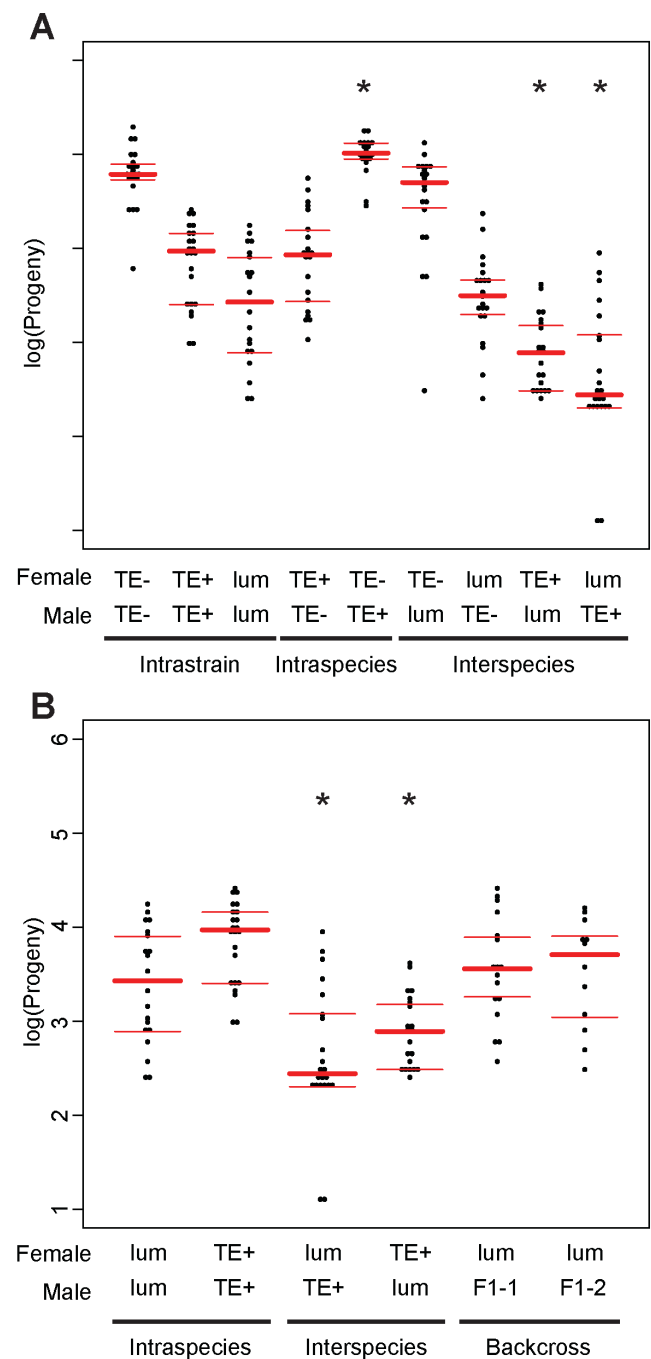 A
* * *
log(Progeny)
Female TE- TE+ lum TE+ TE- TE- lum TE+ lum
Male TE- TE+ lum TE- TE+ lum TE- lum TE+
Intrastrain Intraspecies Interspecies
B
6
* *
5
4
log(Progeny)
3
2
1
Female lum TE+ lum TE+ lum lum
Male lum TE+ TE+ lum F1-1 F1-2
Intraspecies Interspecies Backcross